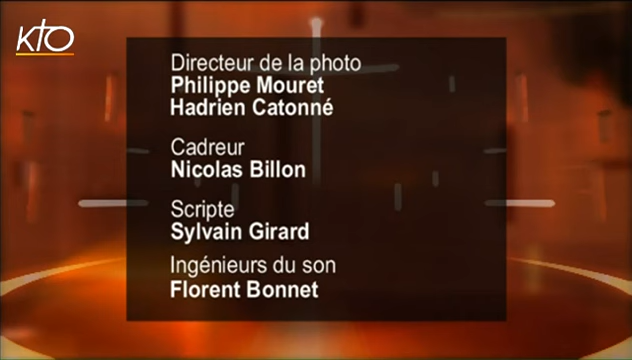 KTO
Directeur de la photo
Philippe Mouret
Hadrien Catonné
Cadreur
Nicolas Billon
Scripte
Sylvain Girard
Ingénieurs du son
Florent Bonnet